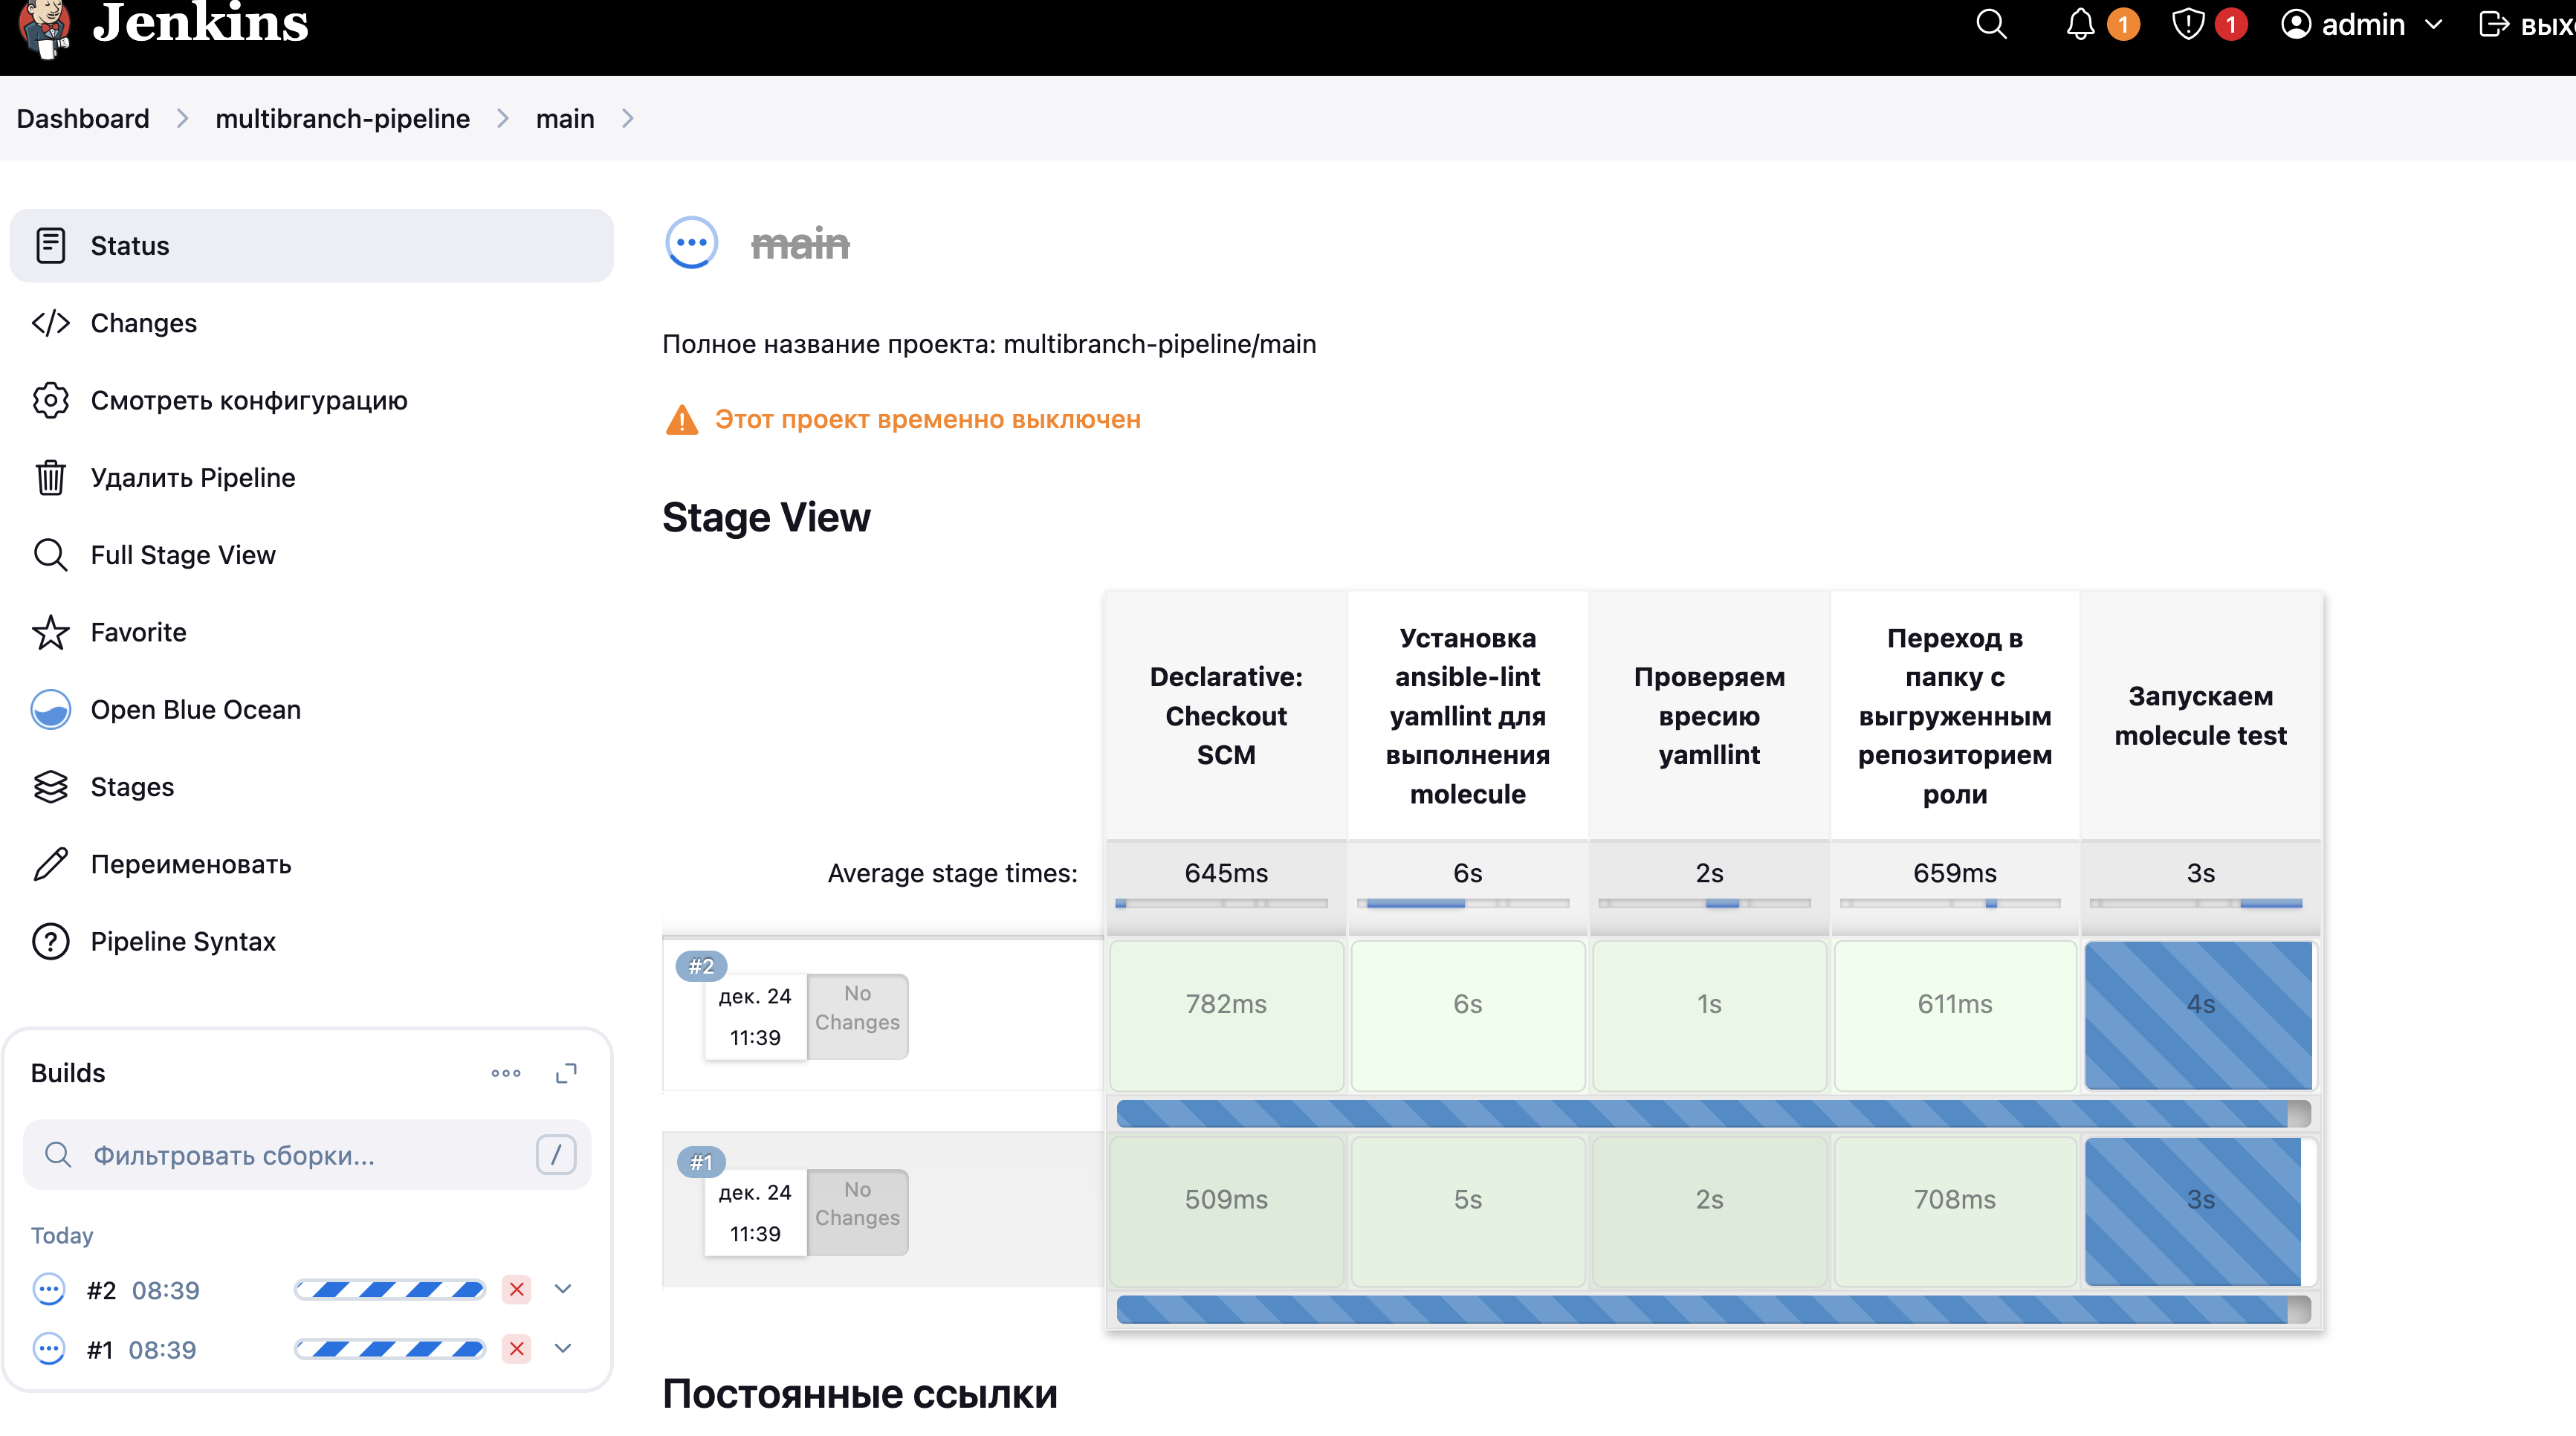 Jenkins
1
1
admin
Dashboard
multibranch-pipeline
main
Status
Changes
Смотреть конфигурацию
Удалить Pipeline
Full Stage View
Favorite
Open Blue Ocean
Stages
Переименовать
Pipeline Syntax
Builds
Фильтровать сборки...
/
Today
#2 08:39
#1 08:39
main
Полное название проекта: multibranch-pipeline/main
Этот проект временно выключен
Stage View
Declarative:
Checkout
SCM
Установка
ansible-lint
yamllint для
выполнения
molecule
Проверяем
вресию
yamllint
Переход в
папку с
выгруженным
репозиторием
роли
Запускаем
molecule test
Average stage times:
645ms
6s
2s
659ms
3s
#2
дек. 24
11:39
No
Changes
782ms
6s
1s
611ms
4s
#1
дек. 24
11:39
No
Changes
509ms
5s
2s
708ms
3s
Постоянные ссылки